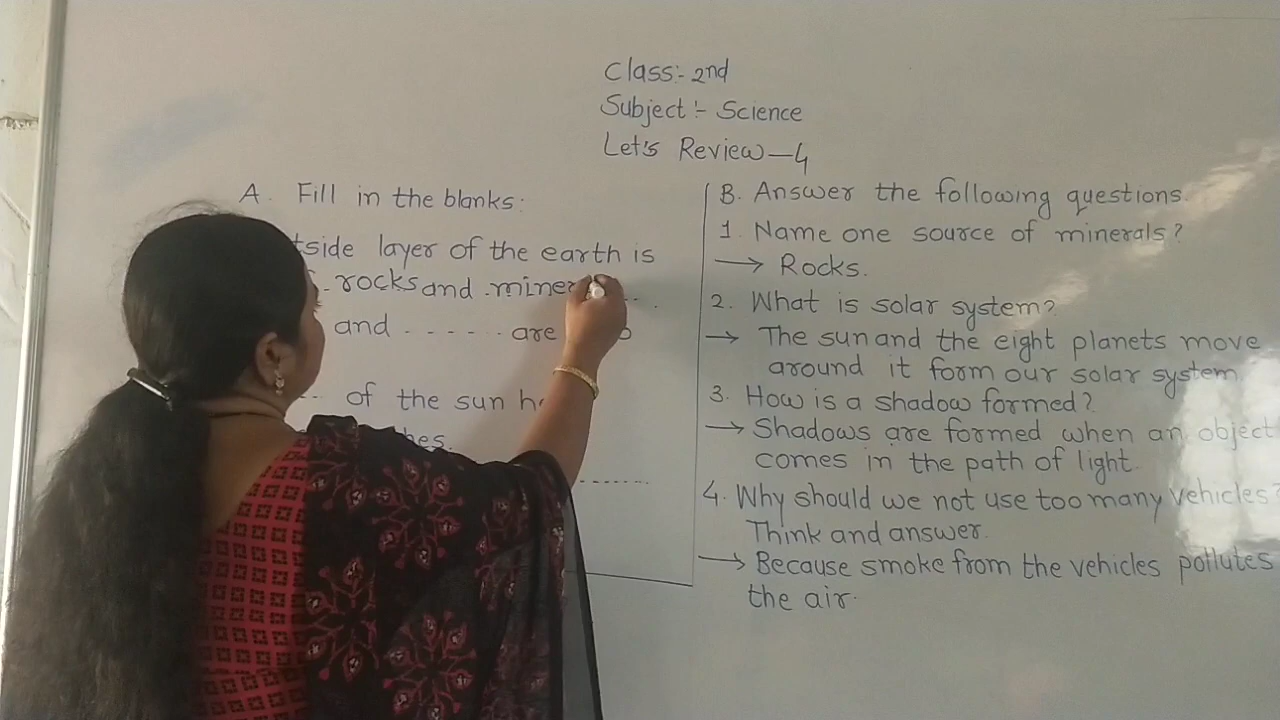 Class:- 2nd
Subject :- Science
Let's Review-4
A. Fill in the blanks:
layer of the earth is
rocks and
and ------ are
of the sun
B. Answer the following questions.
1. Name one source of minerals?
→ Rocks.
2. What is solar system?
→ The sun and the eight planets move
around it form our solar system.
3. How is a shadow formed?
→ Shadows are formed when an object
comes in the path of light.
4. Why should we not use too many vehicles?
Think and answer.
→ Because smoke from the vehicles pollutes
the air.